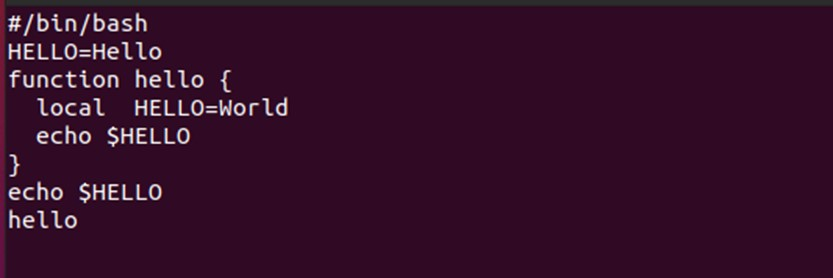 #/bin/bash
HELLO=Hello
function hello {
  local  HELLO=World
  echo $HELLO
}
echo $HELLO
hello